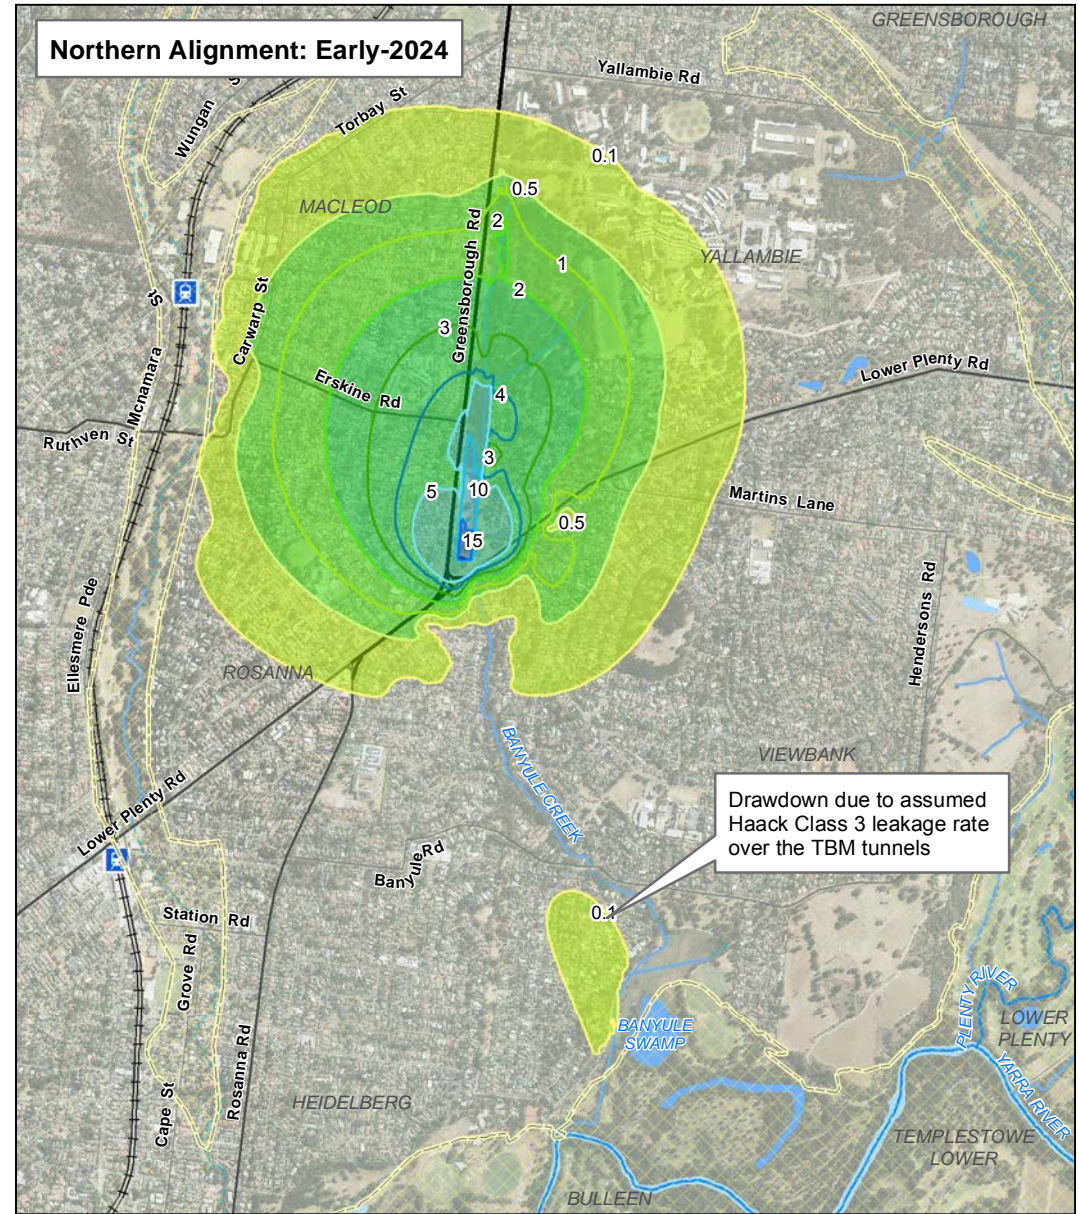 GREENSBOROUGH
Northern Alignment: Early-2024
Yallambie Rd
Wungan S
Torbay St
0.1
0.5
MACLEOD
2
Greensborough Rd
YALLAMBIE
1
2
St
Carwarp St
3
Mcnamara
Lower Plenty Rd
Erskine Rd
4
Ruthven St
3
5
10
Martins Lane
0.5
15
Hendersons Rd
Ellesmere Pde
ROSANNA
BANYULE CREEK
VIEWBANK
Drawdown due to assumed
Haack Class 3 leakage rate
over the TBM tunnels
Lower Plenty Rd
Banyule Rd
0.1
Station Rd
Grove Rd
PLENTY RIVER
LOWER
PLENTY
BANYULE
SWAMP
Rosanna Rd
YARRA RIVER
Cape St
HEIDELBERG
TEMPLESTOWE
LOWER
BULLEEN